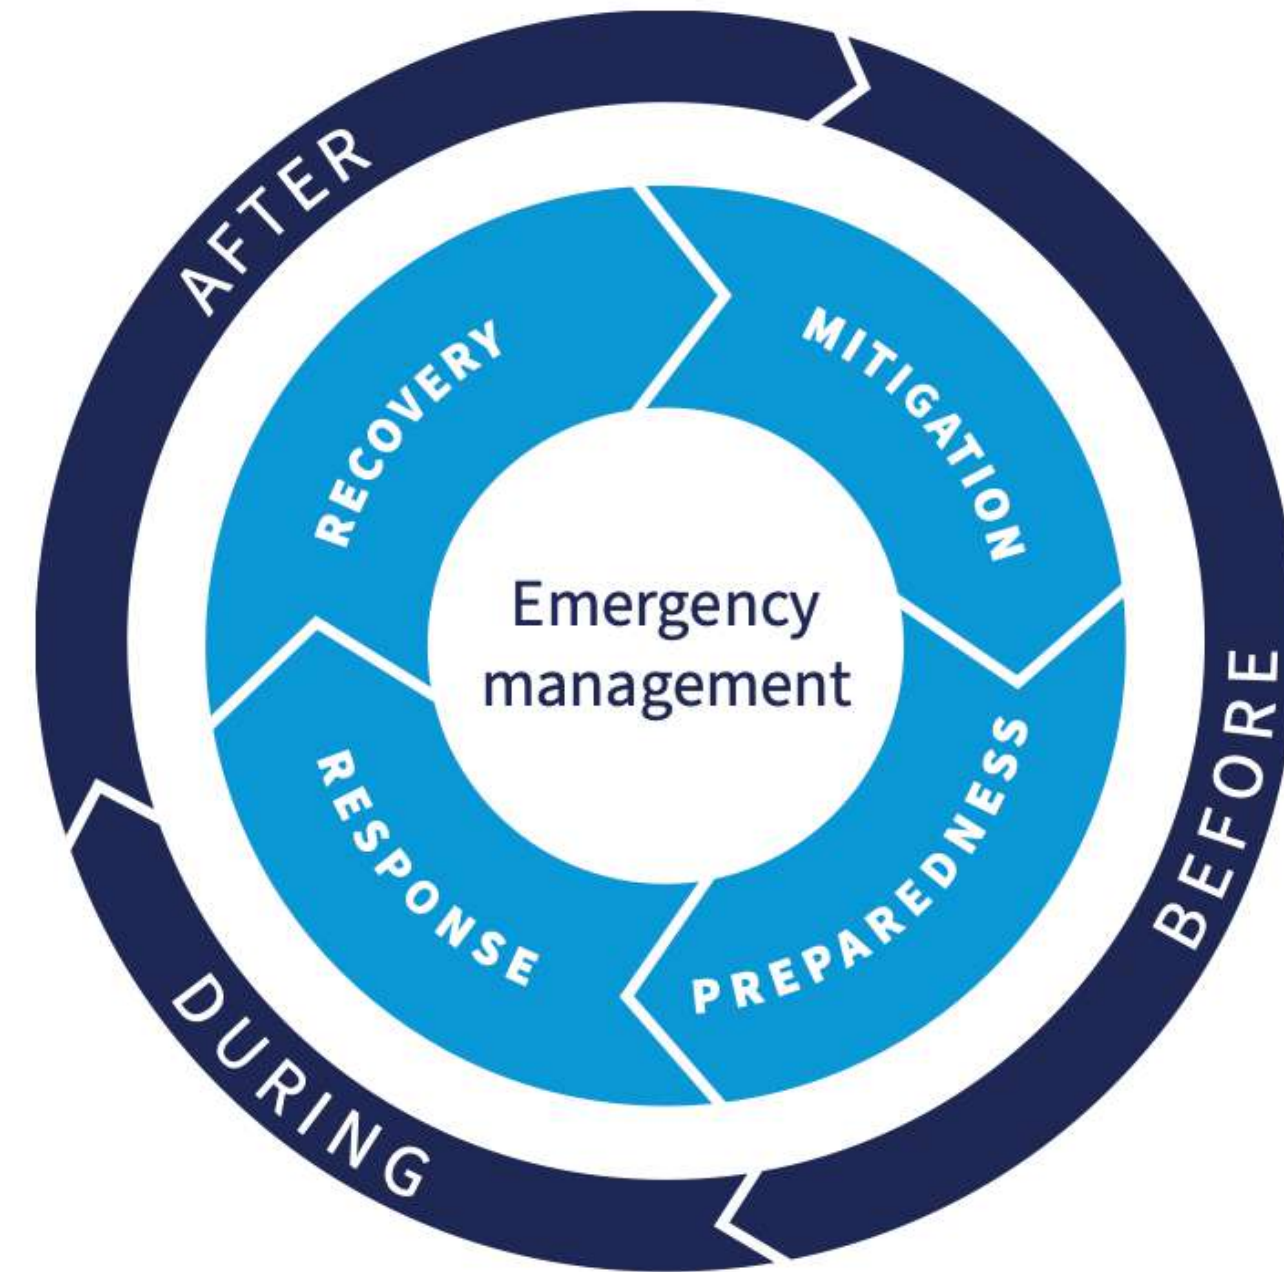 AFTER
RECOVERY
MITIGATION
Emergency
management
BEFORE
RESPONSE
PREPAREDNESS
DURING